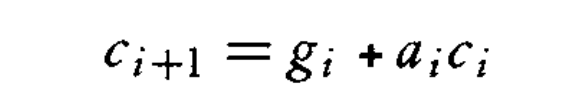 c_{i+1} = g_i + a_i c_i